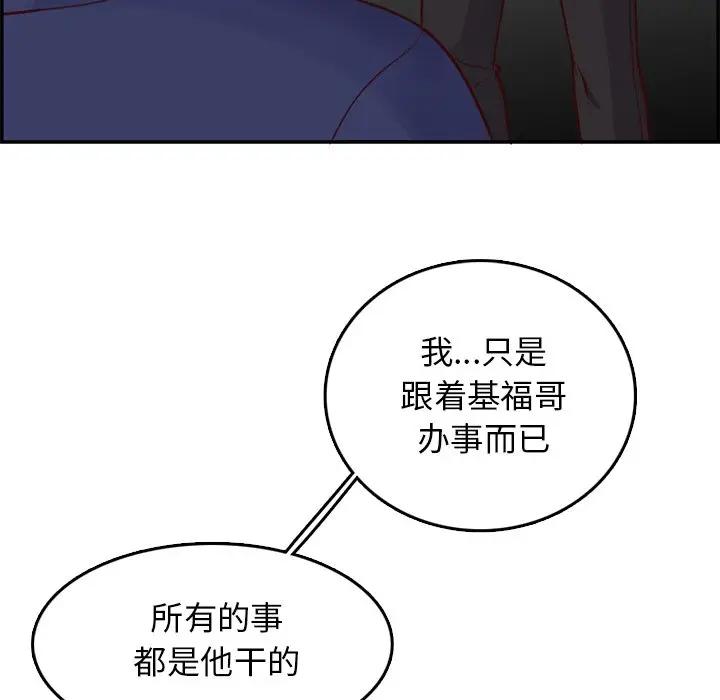 我...只是
跟着基福哥
办事而已
所有的事
都是他干的